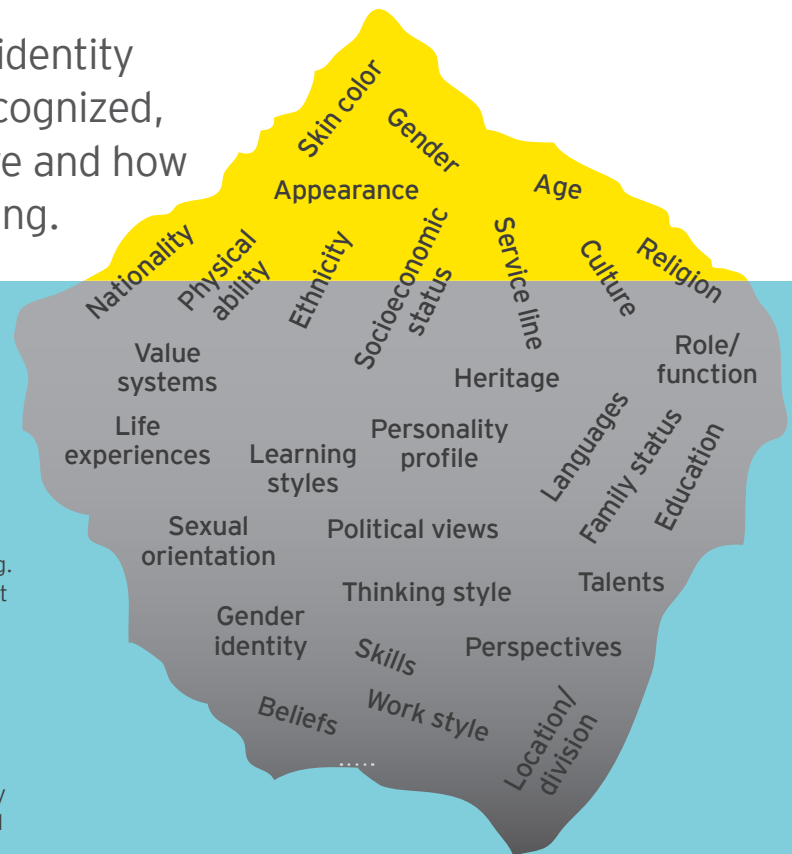 identity
cognized,
e and how
ng.
Skin color
Gender
Appearance
Age
Nationality
Physical
ability
Ethnicity
Socioeconomic
status
Service line
Culture
Religion
Value
systems
Heritage
Role/
function
Life
experiences
Learning
styles
Personality
profile
Languages
Family status
Education
Sexual
orientation
Political views
g.
t
Thinking style
Talents
Gender
identity
Skills
Perspectives
Beliefs
Work style
Location/
division
.....
y